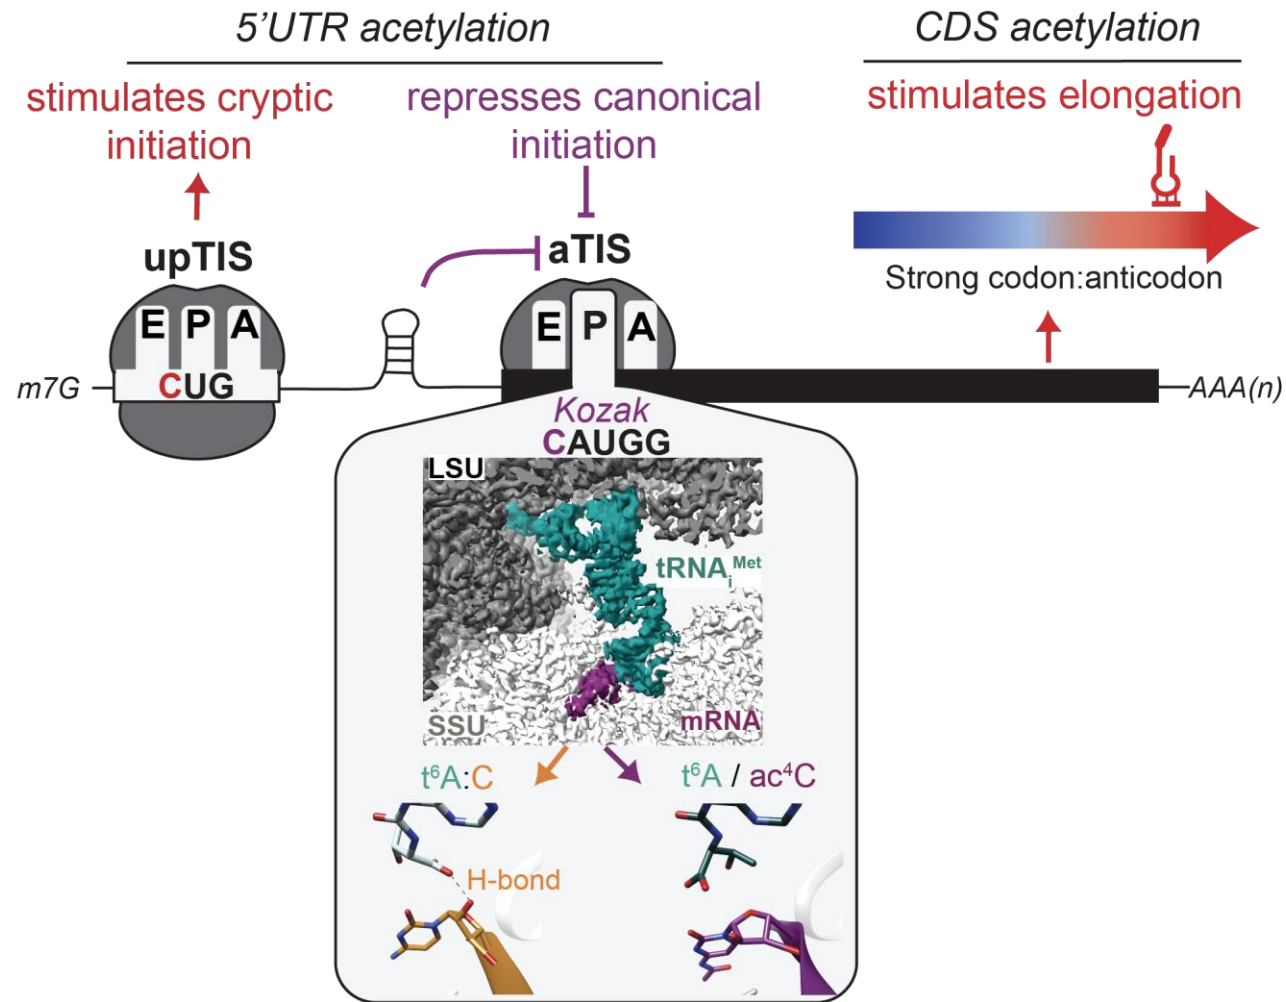 5'UTR acetylation
CDS acetylation
stimulates cryptic
initiation
represses canonical
initiation
stimulates elongation
upTIS
aTIS
Strong codon:anticodon
E P A
E P A
m7G
CUG
AAA(n)
Kozak
CAUGG
LSU
tRNAiMet
SSU
mRNA
t⁶A:C
t⁶A / ac⁴C
H-bond